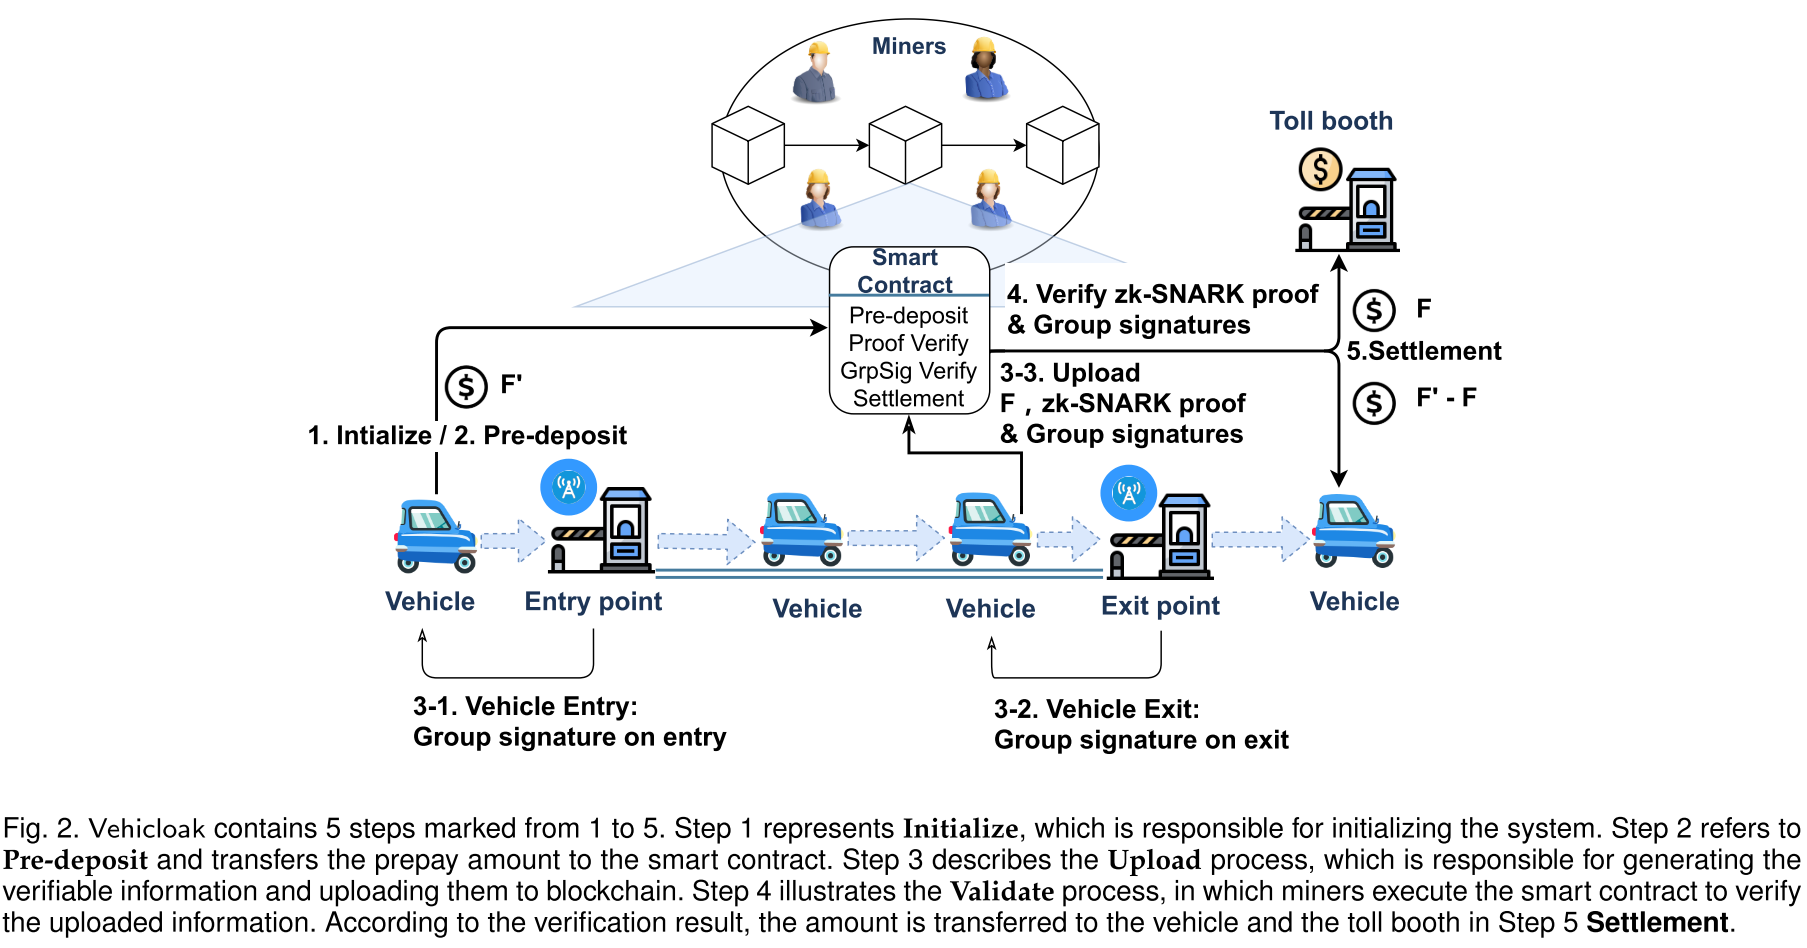 Miners
Toll booth
Smart
Contract
Pre-deposit
Proof Verify
GrpSig Verify
Settlement
4. Verify zk-SNARK proof
& Group signatures
$ F
5.Settlement
$ F' - F
3-3. Upload
F , zk-SNARK proof
& Group signatures
$ F'
1. Intialize / 2. Pre-deposit
Vehicle
Entry point
Vehicle
Vehicle
Exit point
Vehicle
3-1. Vehicle Entry:
Group signature on entry
3-2. Vehicle Exit:
Group signature on exit
Fig. 2. Vehicloak contains 5 steps marked from 1 to 5. Step 1 represents Initialize, which is responsible for initializing the system. Step 2 refers to
Pre-deposit and transfers the prepay amount to the smart contract. Step 3 describes the Upload process, which is responsible for generating the
verifiable information and uploading them to blockchain. Step 4 illustrates the Validate process, in which miners execute the smart contract to verify
the uploaded information. According to the verification result, the amount is transferred to the vehicle and the toll booth in Step 5 Settlement.